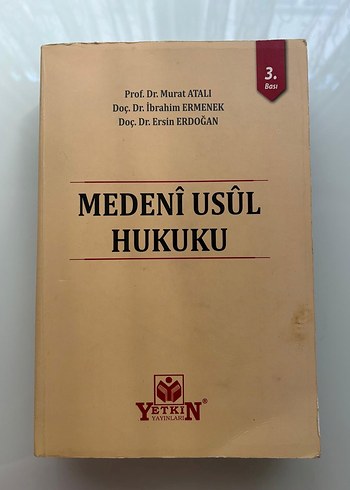 3.
Bası
Prof. Dr. Murat ATALI
Doç. Dr. İbrahim ERMENEK
Doç. Dr. Ersin ERDOĞAN
MEDENÎ USÛL
HUKUKU
YETKİN®
YAYINLARI